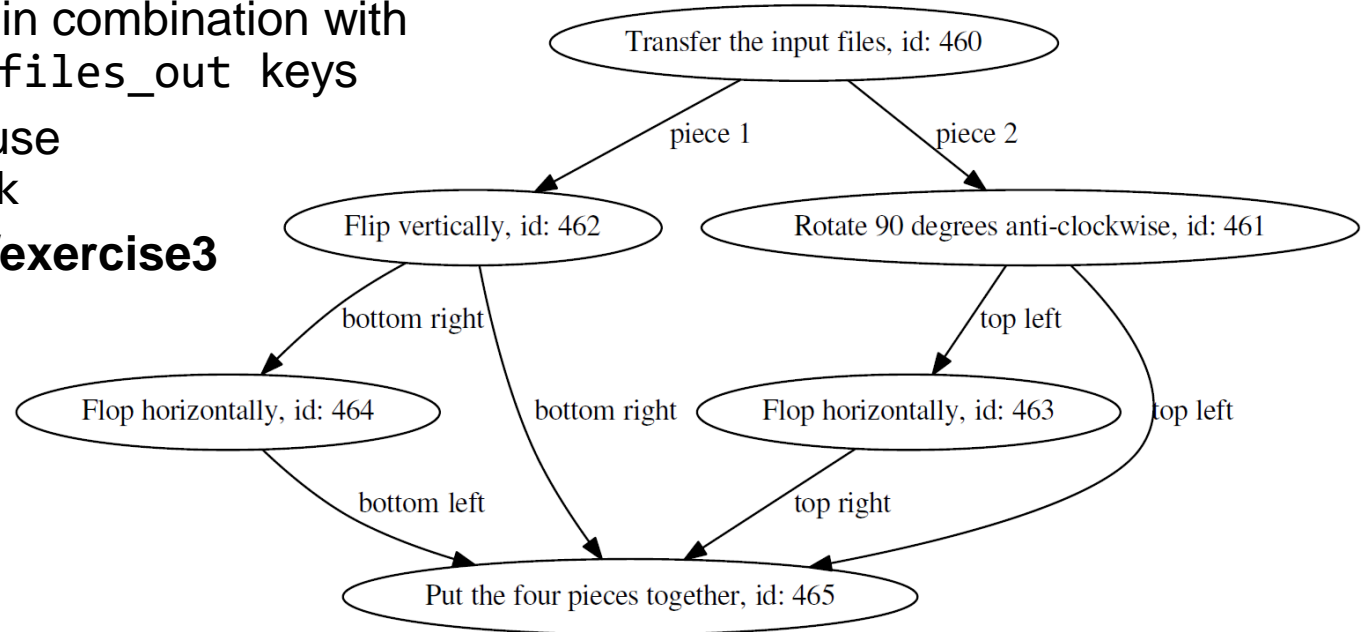 in combination with
files_out keys
use
k
exercise3
Transfer the input files, id: 460
piece 1
piece 2
Flip vertically, id: 462
Rotate 90 degrees anti-clockwise, id: 461
bottom right
top left
Flop horizontally, id: 464
bottom right
Flop horizontally, id: 463
top left
bottom left
top right
Put the four pieces together, id: 465